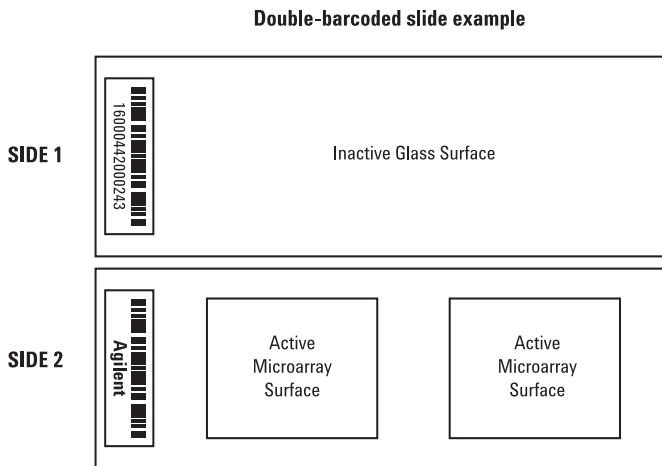 Double-barcoded slide example
SIDE 1
16000442000243
Inactive Glass Surface
SIDE 2
Agilent
Active
Microarray
Surface
Active
Microarray
Surface